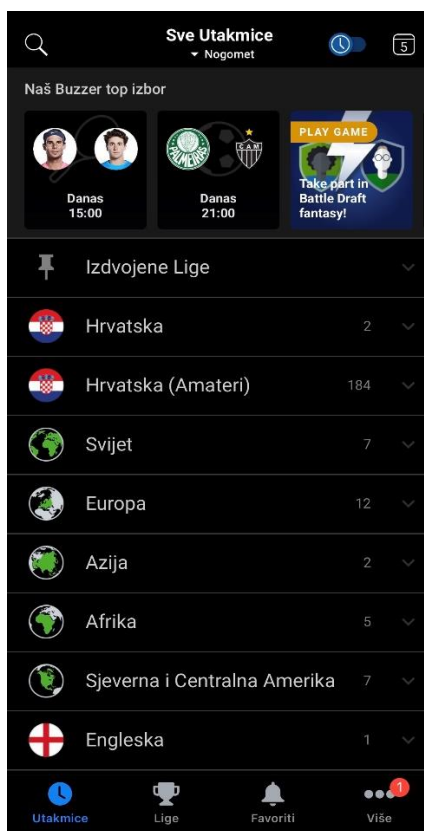 Sve Utakmice
Nogomet
5
Naš Buzzer top izbor
PALMEIRAS
Danas
15:00
CAM
Danas
21:00
PLAY GAME
Take part in
Battle Draft
fantasy!
Izdvojene Lige
Hrvatska 2
Hrvatska (Amateri) 184
Svijet 7
Europa 12
Azija 2
Afrika 5
Sjeverna i Centralna Amerika 7
Engleska 1
1
Utakmice Lige Favoriti Više